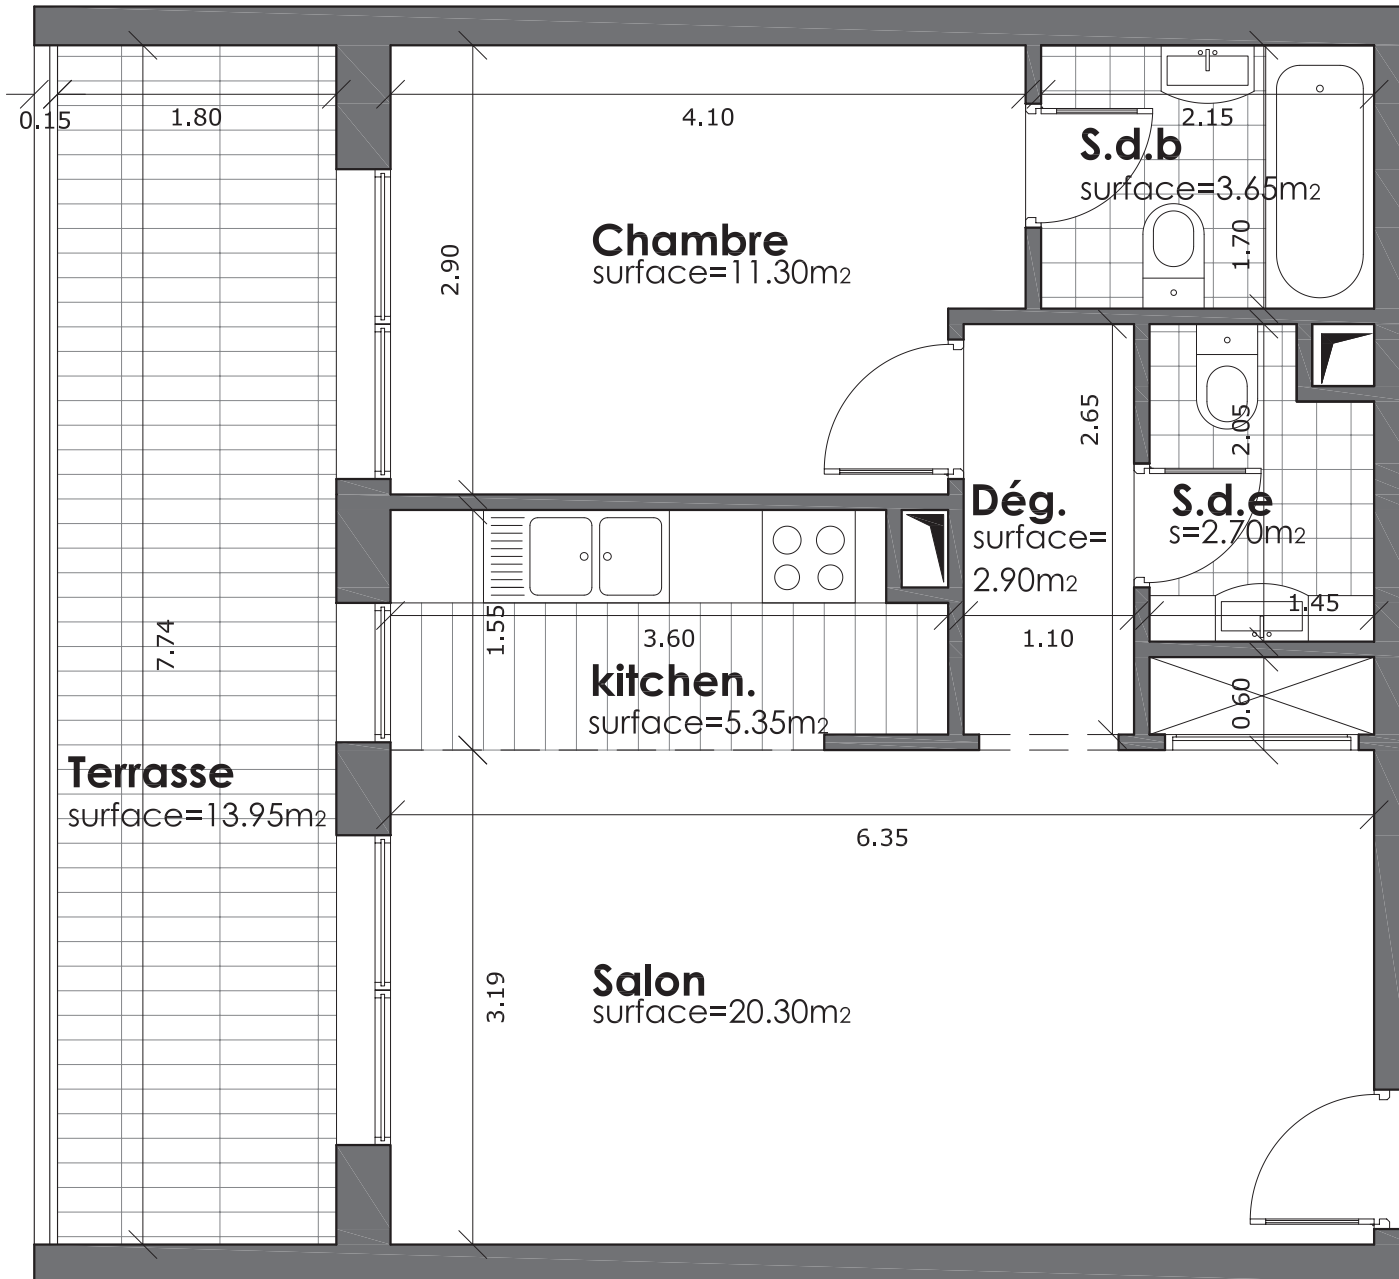 0.15
1.80
4.10
2.15
S.d.b
surface=3.65m2
1.70
Chambre
surface=11.30m2
2.90
2.65
2.05
Dég.
surface=
2.90m2
S.d.e
s=2.70m2
1.45
1.55
3.60
1.10
7.74
kitchen.
surface=5.35m2
0.60
Terrasse
surface=13.95m2
6.35
Salon
surface=20.30m2
3.19